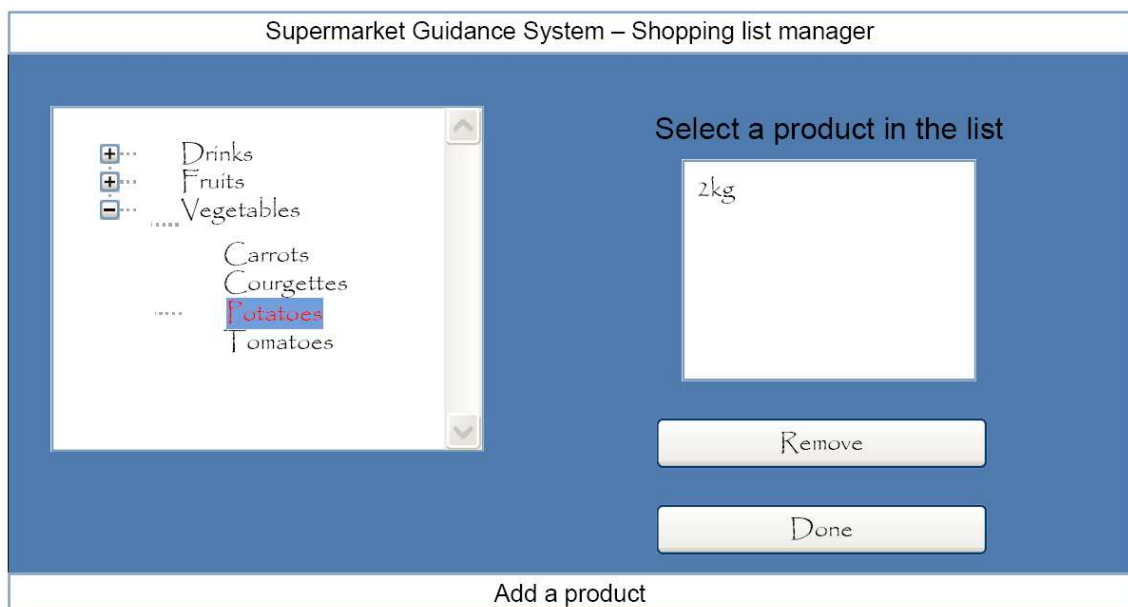 Supermarket Guidance System – Shopping list manager
Drinks
Fruits
Vegetables
Carrots
Courgettes
Potatoes
Tomatoes
Select a product in the list
2kg
Remove
Done
Add a product